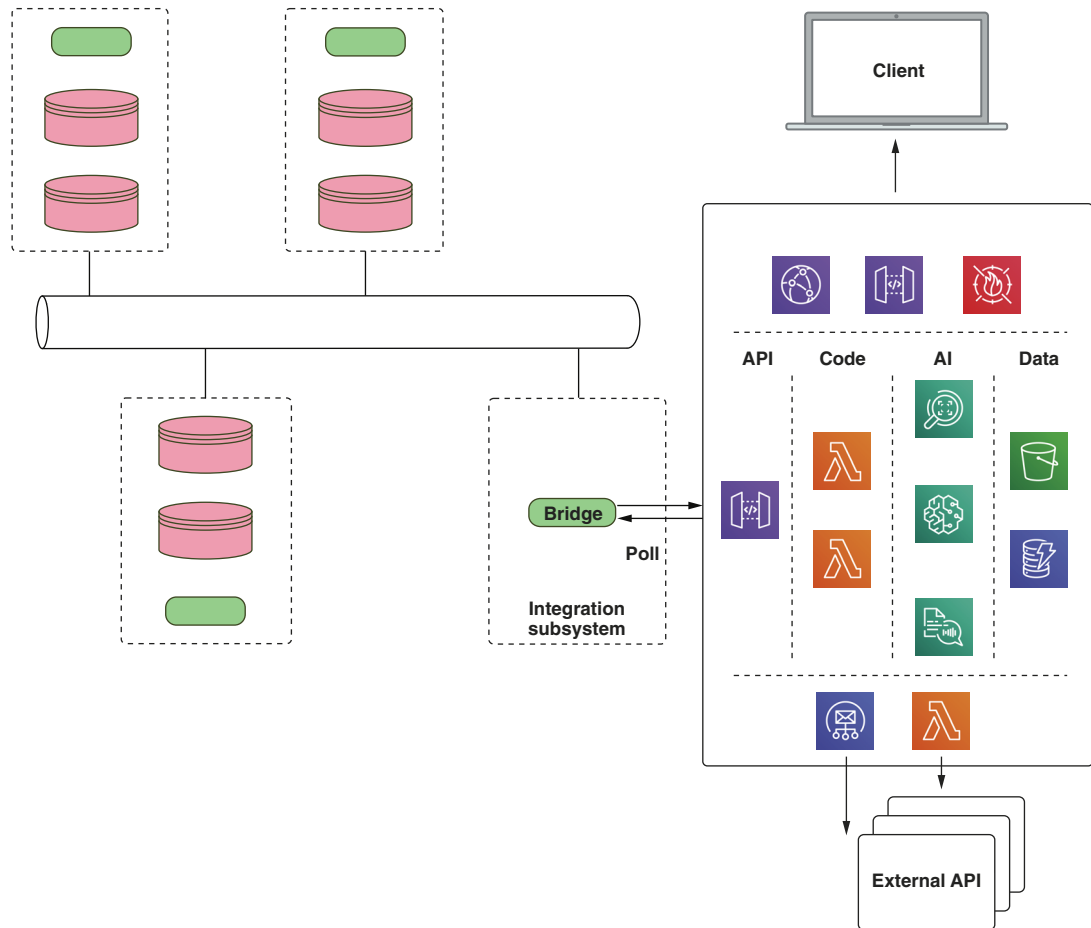 Client
API
Code
AI
Data
Bridge
Poll
Integration
subsystem
External API